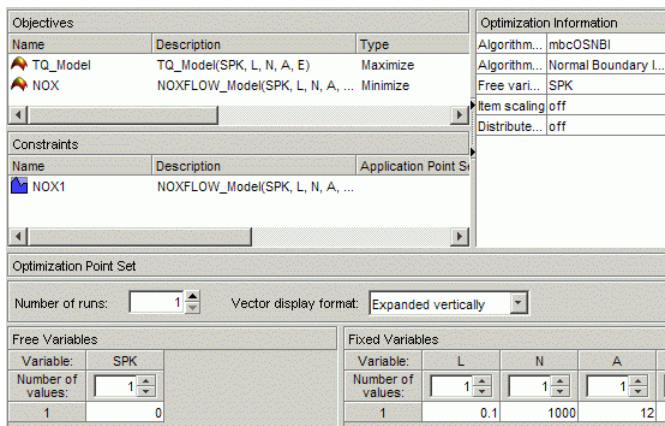 Objectives
Name Description Type
TQ_Model TQ_Model(SPK, L, N, A, E) Maximize
NOX NOXFLOW_Model(SPK, L, N, A, ... Minimize
Constraints
Name Description Application Point Se
NOX1 NOXFLOW_Model(SPK, L, N, A, ...
Optimization Information
Algorithm... mbcOSNBI
Algorithm... Normal Boundary I...
Free vari... SPK
Item scaling off
Distribute... off
Optimization Point Set
Number of runs: 1 Vector display format: Expanded vertically
Free Variables
Variable: SPK
Number of values: 1
1 0
Fixed Variables
Variable: L N A
Number of values: 1 1 1
1 0.1 1000 12